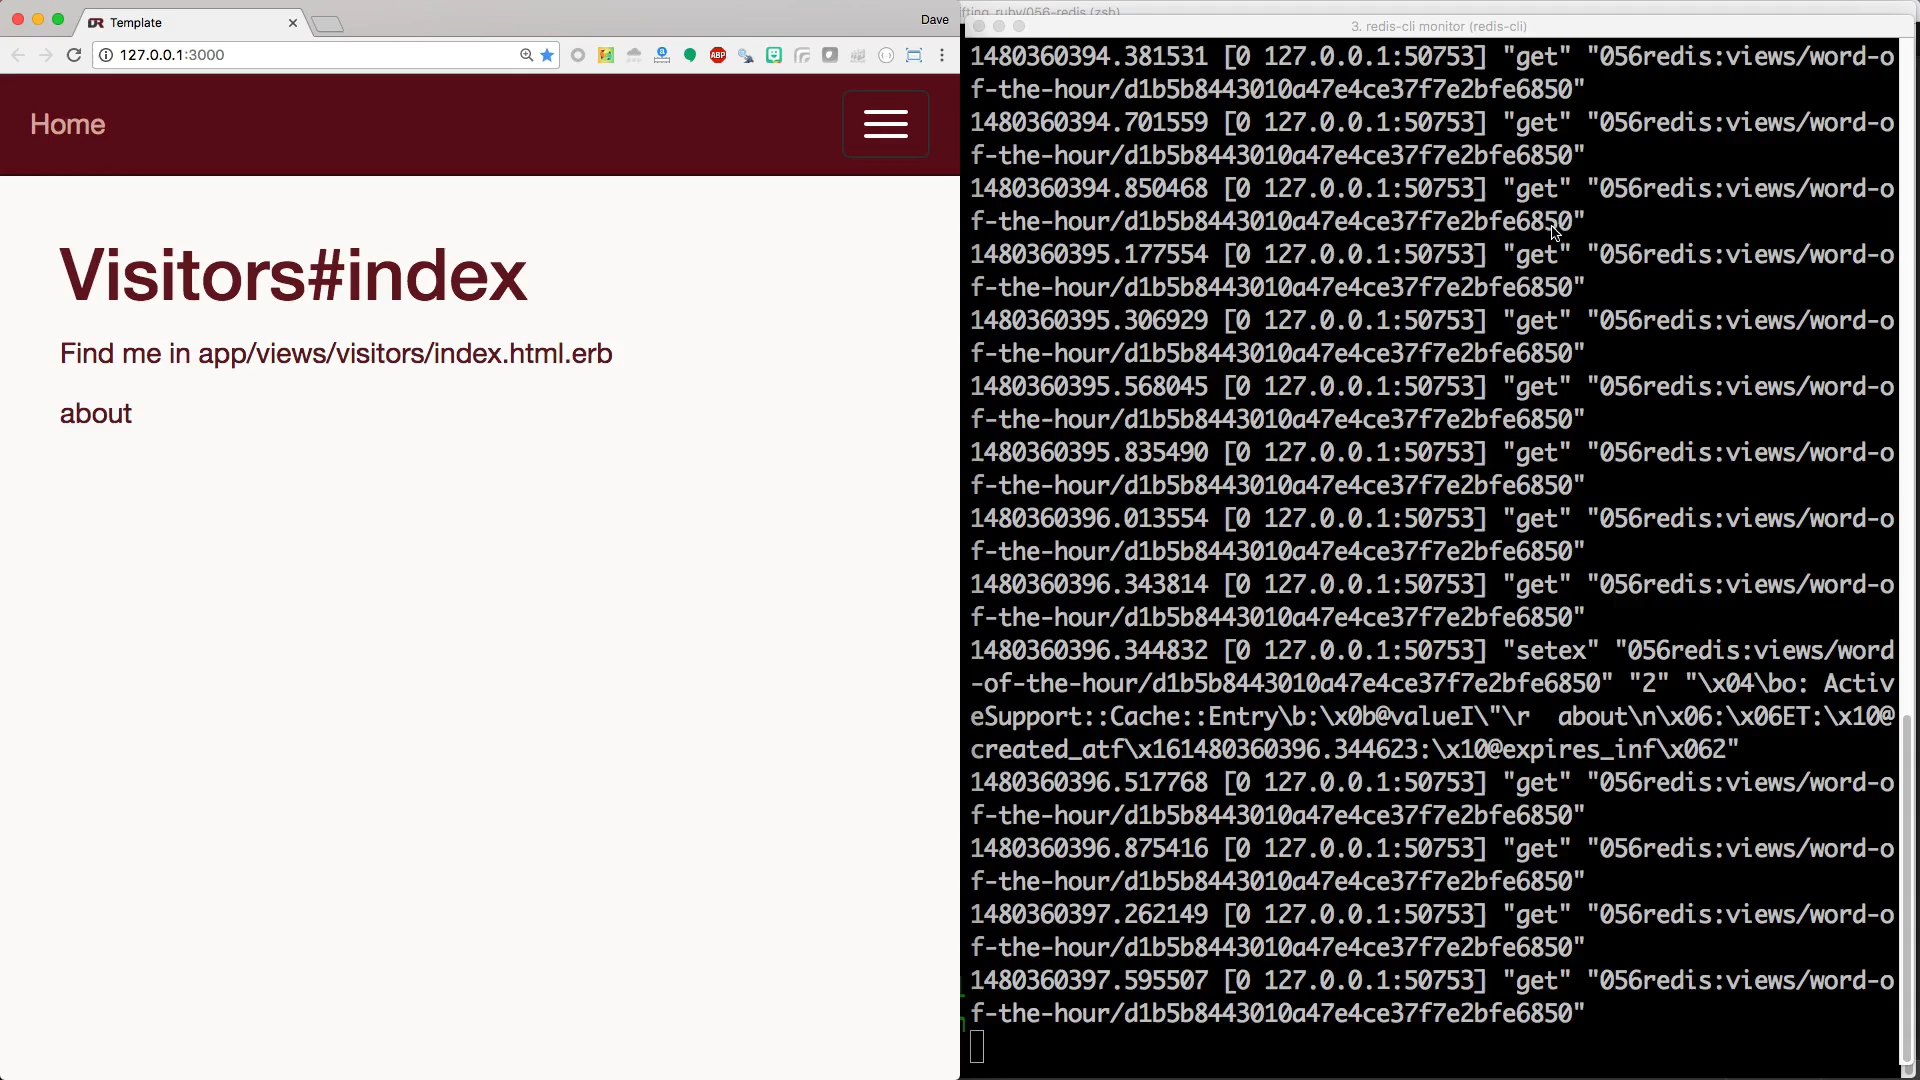 Template
Dave
127.0.0.1:3000
Home
Visitors#index
Find me in app/views/visitors/index.html.erb
about
ifting_ruby/056-redis (zsh)
3. redis-cli monitor (redis-cli)
1480360394.381531 [0 127.0.0.1:50753] "get" "056redis:views/word-o
f-the-hour/d1b5b8443010a47e4ce37f7e2bfe6850"
1480360394.701559 [0 127.0.0.1:50753] "get" "056redis:views/word-o
f-the-hour/d1b5b8443010a47e4ce37f7e2bfe6850"
1480360394.850468 [0 127.0.0.1:50753] "get" "056redis:views/word-o
f-the-hour/d1b5b8443010a47e4ce37f7e2bfe6850"
1480360395.177554 [0 127.0.0.1:50753] "get" "056redis:views/word-o
f-the-hour/d1b5b8443010a47e4ce37f7e2bfe6850"
1480360395.306929 [0 127.0.0.1:50753] "get" "056redis:views/word-o
f-the-hour/d1b5b8443010a47e4ce37f7e2bfe6850"
1480360395.568045 [0 127.0.0.1:50753] "get" "056redis:views/word-o
f-the-hour/d1b5b8443010a47e4ce37f7e2bfe6850"
1480360395.835490 [0 127.0.0.1:50753] "get" "056redis:views/word-o
f-the-hour/d1b5b8443010a47e4ce37f7e2bfe6850"
1480360396.013554 [0 127.0.0.1:50753] "get" "056redis:views/word-o
f-the-hour/d1b5b8443010a47e4ce37f7e2bfe6850"
1480360396.343814 [0 127.0.0.1:50753] "get" "056redis:views/word-o
f-the-hour/d1b5b8443010a47e4ce37f7e2bfe6850"
1480360396.344832 [0 127.0.0.1:50753] "setex" "056redis:views/word
-of-the-hour/d1b5b8443010a47e4ce37f7e2bfe6850" "2" "\x04\bo: Activ
eSupport::Cache::Entry\b:\x0b@valueI\"\r  about\n\x06:\x06ET:\x10@
created_atf\x161480360396.344623:\x10@expires_inf\x062"
1480360396.517768 [0 127.0.0.1:50753] "get" "056redis:views/word-o
f-the-hour/d1b5b8443010a47e4ce37f7e2bfe6850"
1480360396.875416 [0 127.0.0.1:50753] "get" "056redis:views/word-o
f-the-hour/d1b5b8443010a47e4ce37f7e2bfe6850"
1480360397.262149 [0 127.0.0.1:50753] "get" "056redis:views/word-o
f-the-hour/d1b5b8443010a47e4ce37f7e2bfe6850"
1480360397.595507 [0 127.0.0.1:50753] "get" "056redis:views/word-o
f-the-hour/d1b5b8443010a47e4ce37f7e2bfe6850"